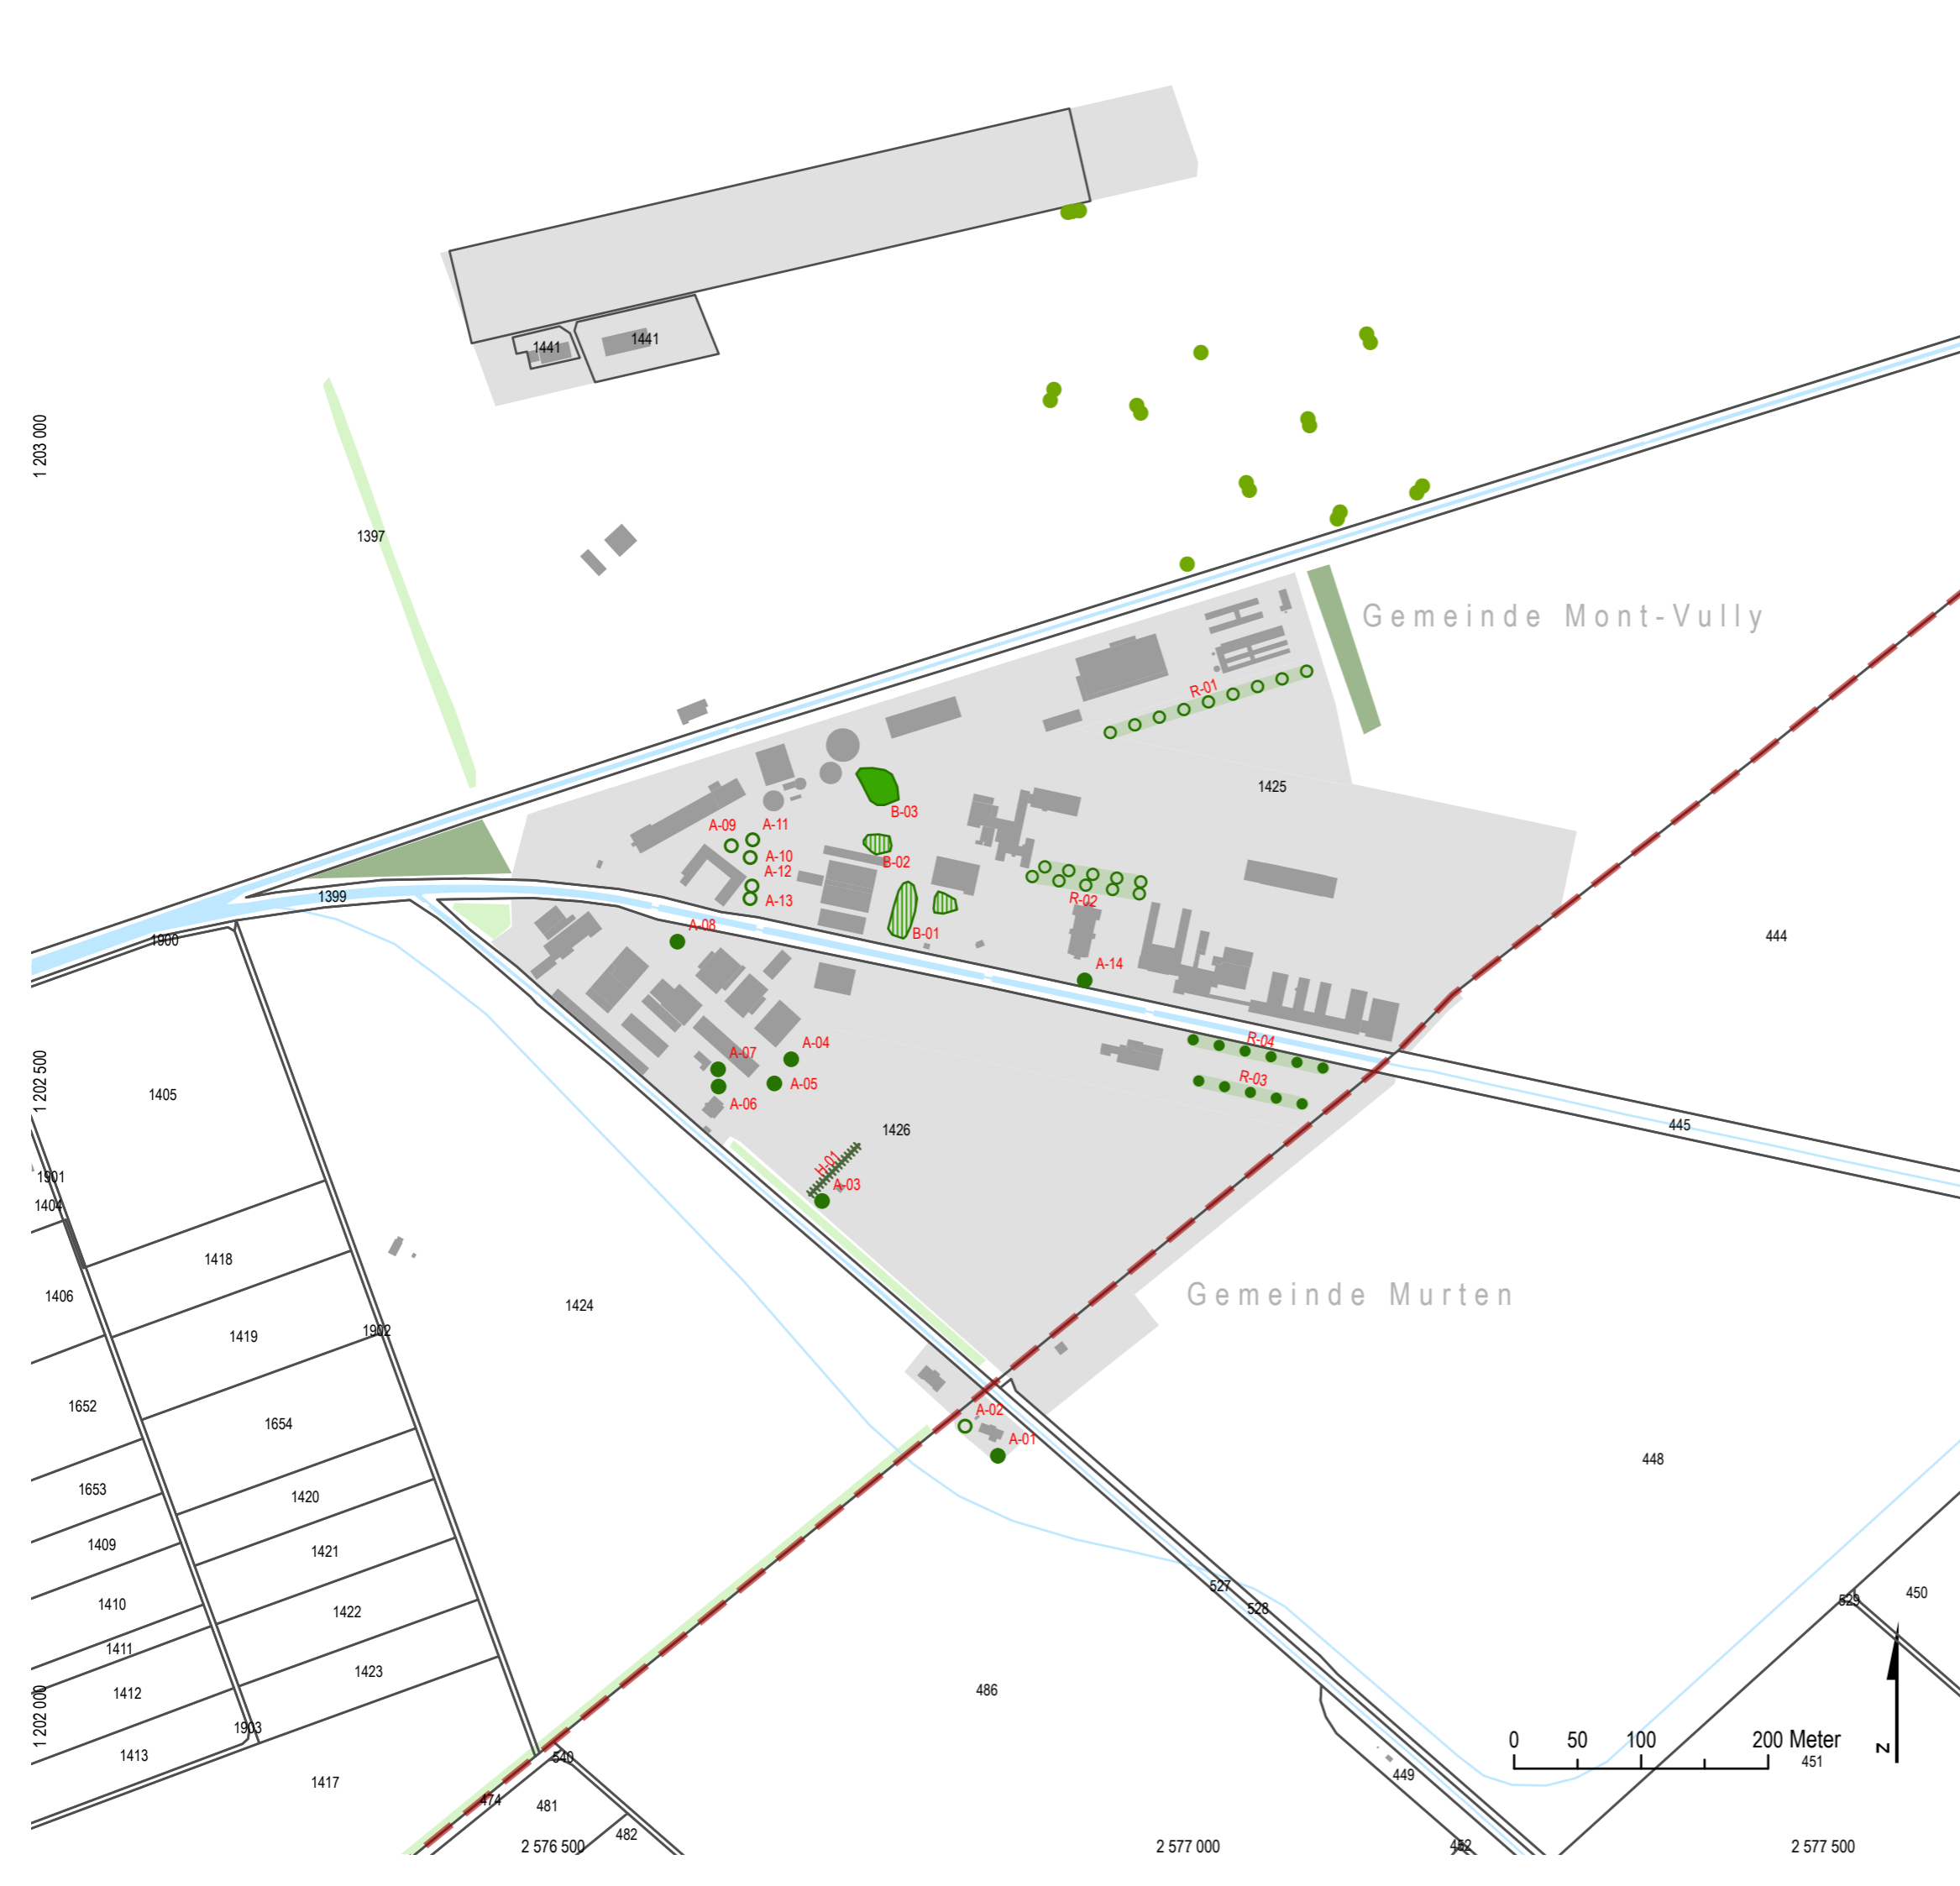 1441
1441
1 203 000
1397
Gemeinde Mont-Vully
R-01
1425
B-03
A-09
A-11
A-10
B-02
A-12
1399
A-13
R-02
A-08
B-01
1900
444
A-14
R-04
A-04
A-07
1 202 500
R-03
A-05
1405
A-06
445
1426
H-01
1901
A-03
1404
1418
1406
Gemeinde Murten
1424
1419
1902
1652
A-02
1654
A-01
448
1653
1420
1409
1421
527
450
529
1410
528
1422
1411
1423
486
1412
1 202 000
1903
0 50 100 200 Meter
N
1413
540
451
449
1417
474
481
482
2 576 500
2 577 000
452
2 577 500